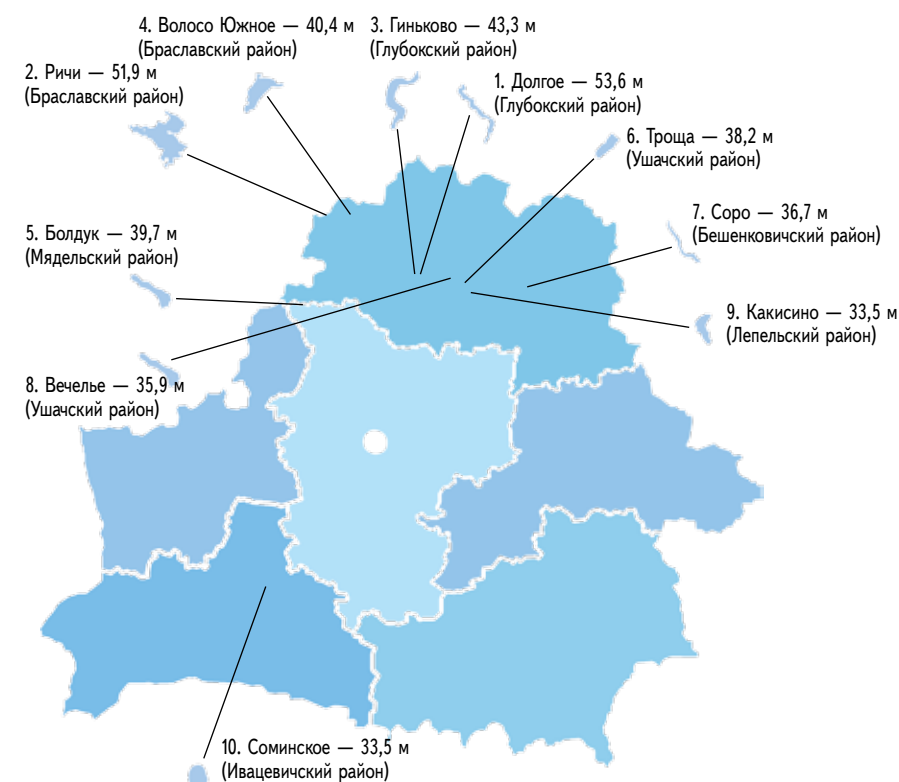 4. Волосо Южное — 40,4 м
(Браславский район)
3. Гиньково — 43,3 м
(Глубокский район)
2. Ричи — 51,9 м
(Браславский район)
1. Долгое — 53,6 м
(Глубокский район)
6. Троща — 38,2 м
(Ушачский район)
7. Соро — 36,7 м
(Бешенковичский район)
5. Болдук — 39,7 м
(Мядельский район)
9. Какисино — 33,5 м
(Лепельский район)
8. Вечелье — 35,9 м
(Ушачский район)
10. Соминское — 33,5 м
(Ивацевичский район)